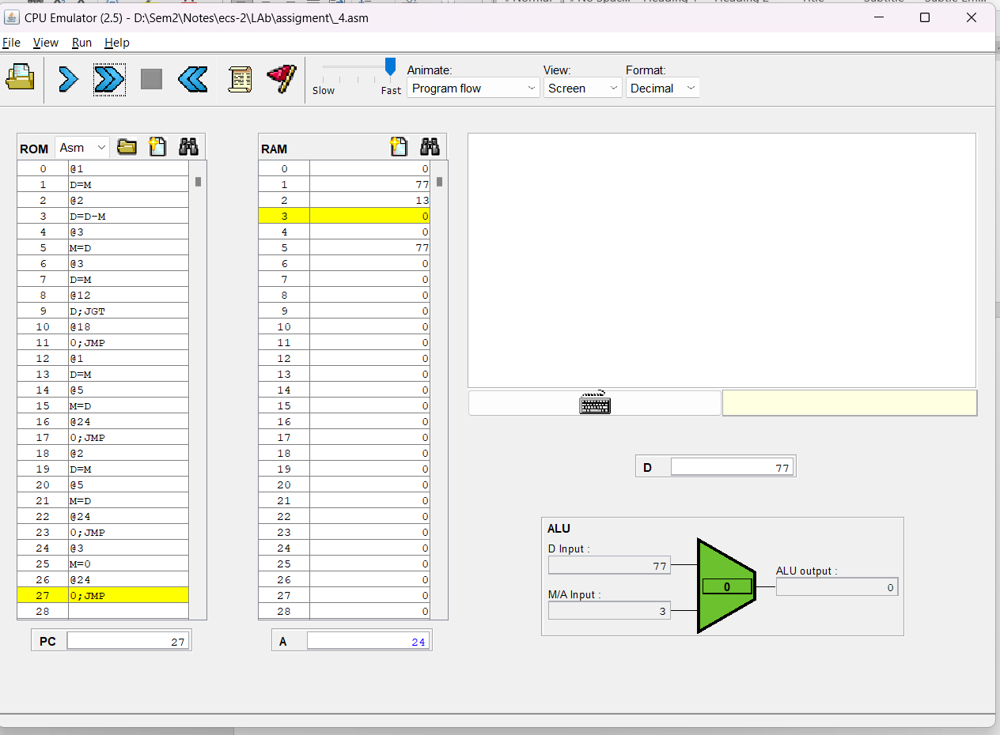 CPU Emulator (2.5) - D:\Sem2\Notes\ecs-2\LAb\assigment\_4.asm
File View Run Help
Slow Fast
Animate: View: Format:
Program flow Screen Decimal
ROM Asm
0 @1
1 D=M
2 @2
3 D=D-M
4 @3
5 M=D
6 @3
7 D=M
8 @12
9 D;JGT
10 @18
11 0;JMP
12 @1
13 D=M
14 @5
15 M=D
16 @24
17 0;JMP
18 @2
19 D=M
20 @5
21 M=D
22 @24
23 0;JMP
24 @3
25 M=0
26 @24
27 0;JMP
28
PC 27
RAM
0 0
1 77
2 13
3 0
4 0
5 77
6 0
7 0
8 0
9 0
10 0
11 0
12 0
13 0
14 0
15 0
16 0
17 0
18 0
19 0
20 0
21 0
22 0
23 0
24 0
25 0
26 0
27 0
28 0
A 24
D 77
ALU
D Input :
77
M/A Input :
3
0
ALU output :
0